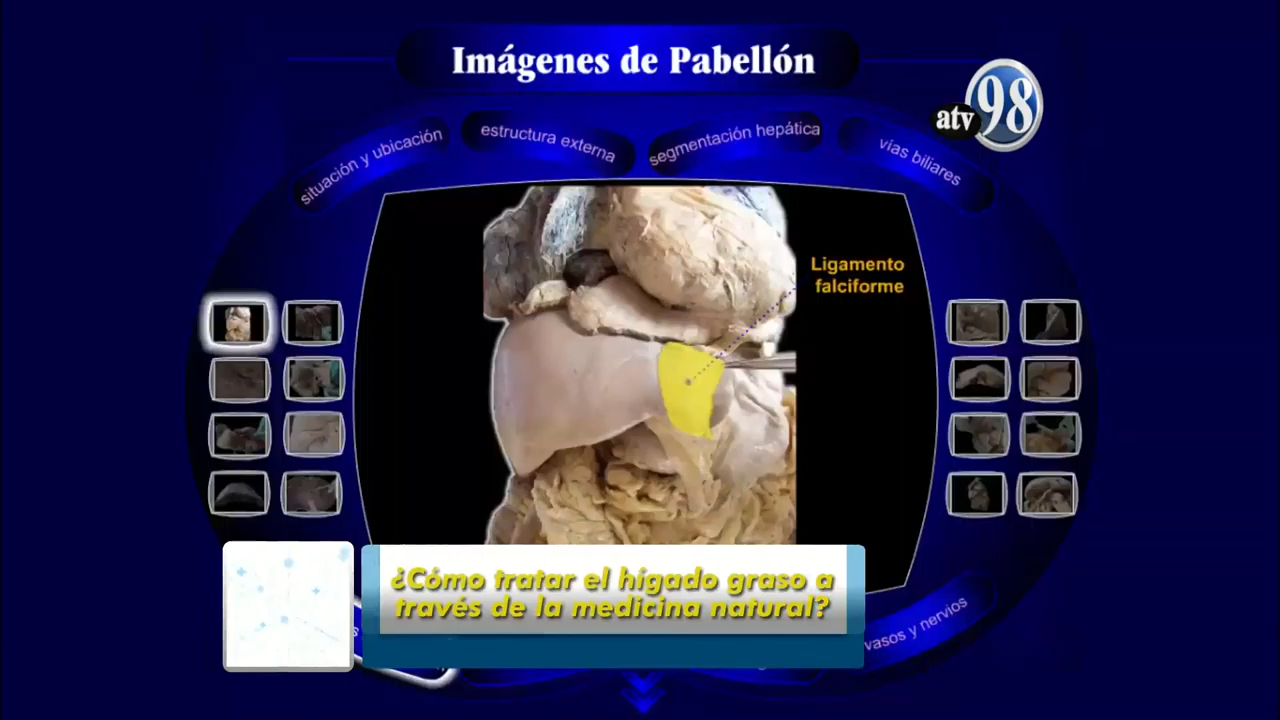 Imágenes de Pabellón
atv 98
situación y ubicación
estructura externa
segmentación hepática
vías biliares
Ligamento
falciforme
¿Cómo tratar el hígado graso a
través de la medicina natural?
vasos y nervios